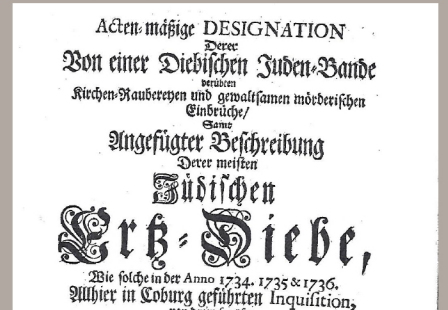 Acten-mäßige DESIGNATION
Derer
Von einer Diebischen Juden-Bande
verübten
Kirchen-Raubereyen und gewaltsamen mörderischen
Einbrüche/
Samt
Angefügter Beschreibung
Derer meisten
Jüdischen
Ertz-Diebe,
Wie solche in der Anno 1734. 1735 & 1736.
Allhier in Coburg geführten Inquisition,